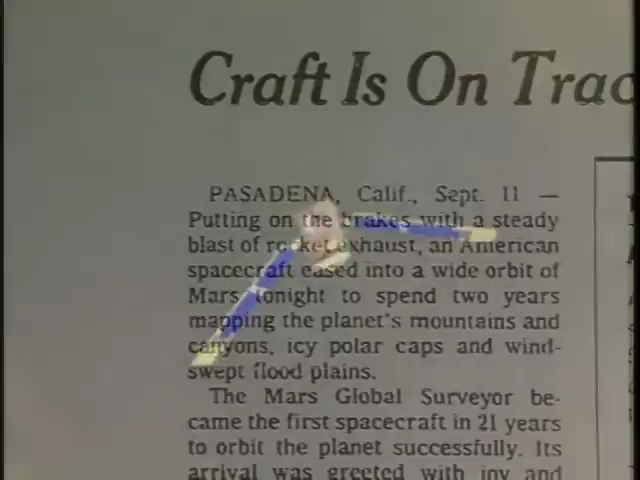 Craft Is On Trac
PASADENA, Calif., Sept. 11 —
Putting on the brakes with a steady
blast of rocket exhaust, an American
spacecraft eased into a wide orbit of
Mars tonight to spend two years
mapping the planet's mountains and
canyons, icy polar caps and wind-
swept flood plains.
The Mars Global Surveyor be-
came the first spacecraft in 21 years
to orbit the planet successfully. Its
arrival was greeted with joy and